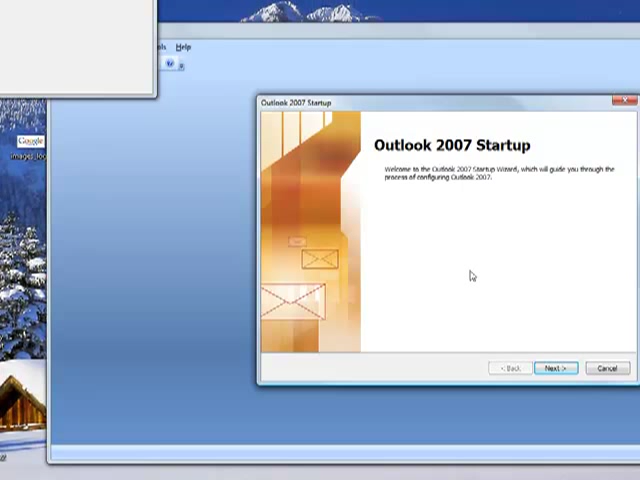 Help
Google
Outlook 2007 Startup
Outlook 2007 Startup
Welcome to the Outlook 2007 Startup Wizard, which will guide you through the
process of configuring Outlook 2007.
< Back
Next >
Cancel